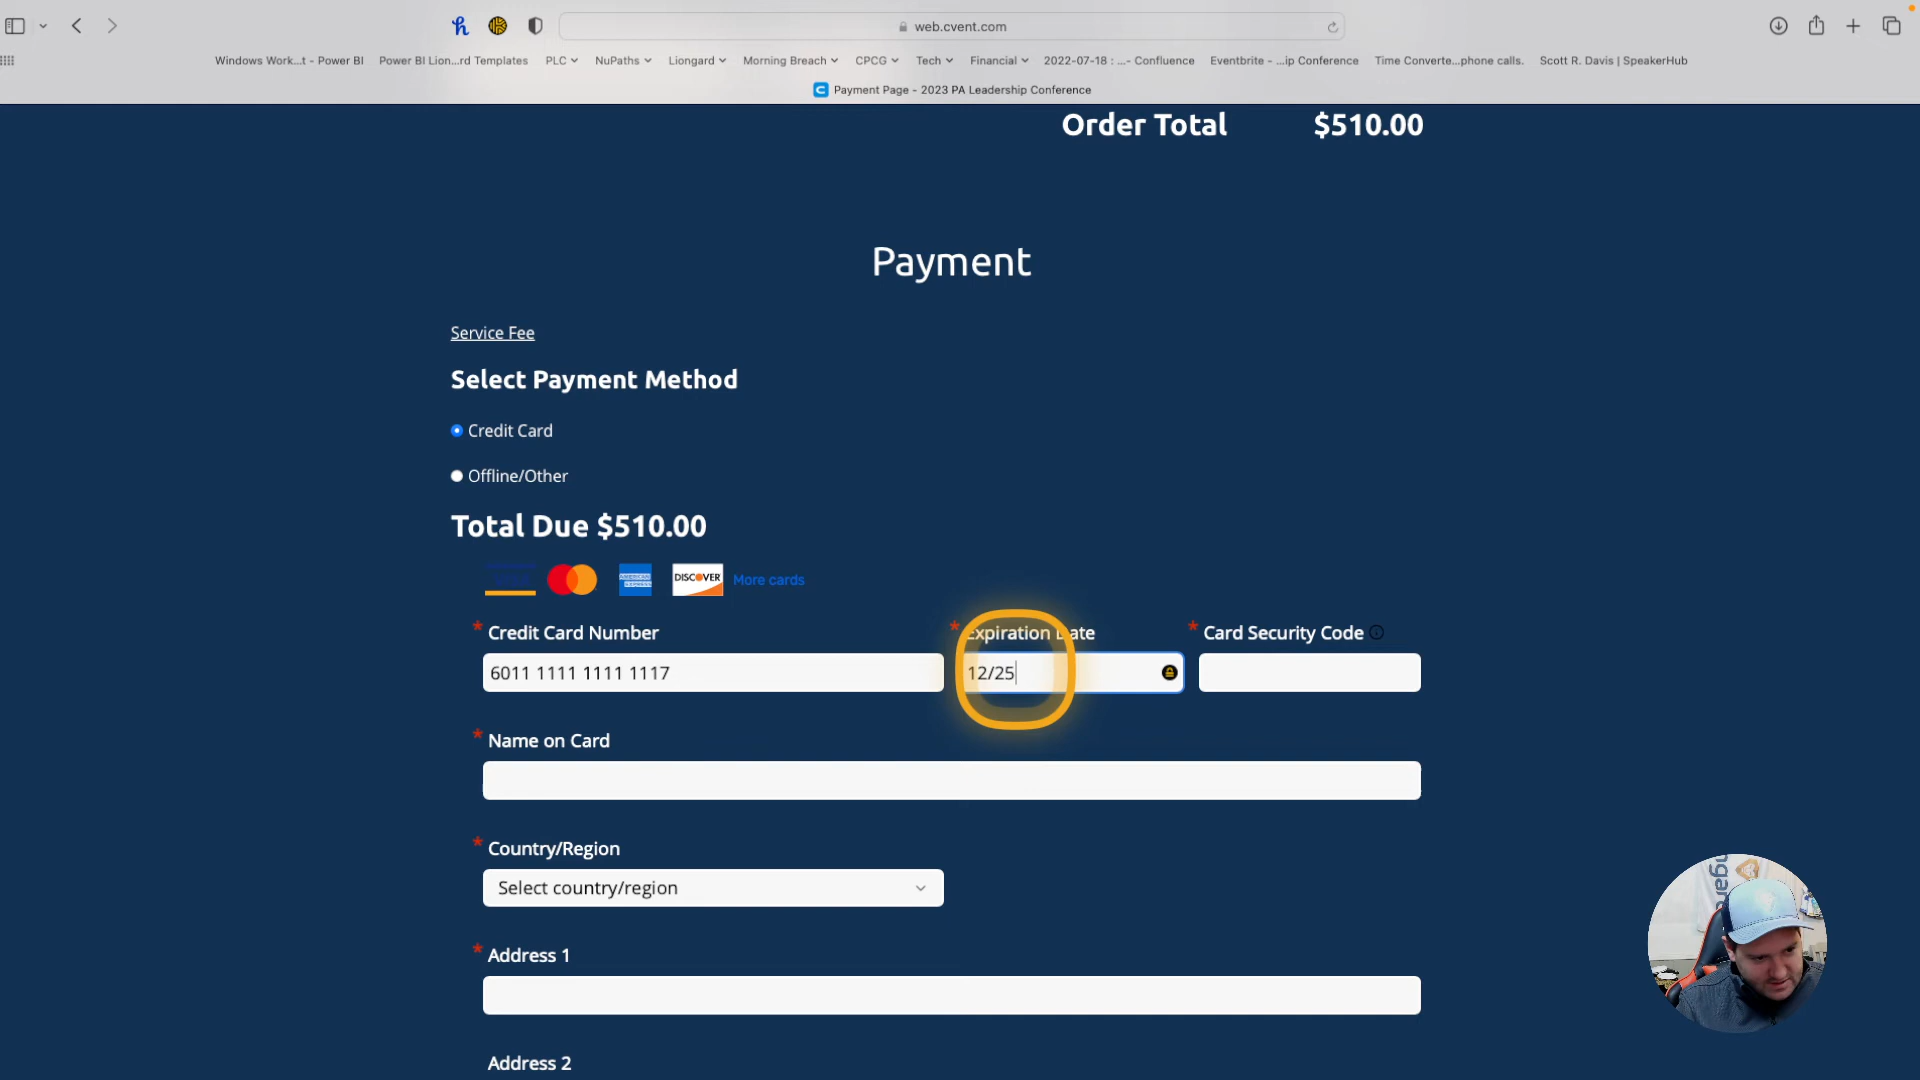 web.cvent.com
Windows Work...t - Power BI Power BI Lion...rd Templates PLC NuPaths Liongard Morning Breach CPCG Tech Financial 2022-07-18 : ...- Confluence Eventbrite - ...ip Conference Time Converte...phone calls. Scott R. Davis | SpeakerHub
Payment Page - 2023 PA Leadership Conference
Order Total $510.00
Payment
Service Fee
Select Payment Method
Credit Card
Offline/Other
Total Due $510.00
AMERICAN EXPRESS DISCOVER More cards
* Credit Card Number * Expiration Date * Card Security Code
6011 1111 1111 1117 12/25
* Name on Card
* Country/Region
Select country/region
* Address 1
Address 2